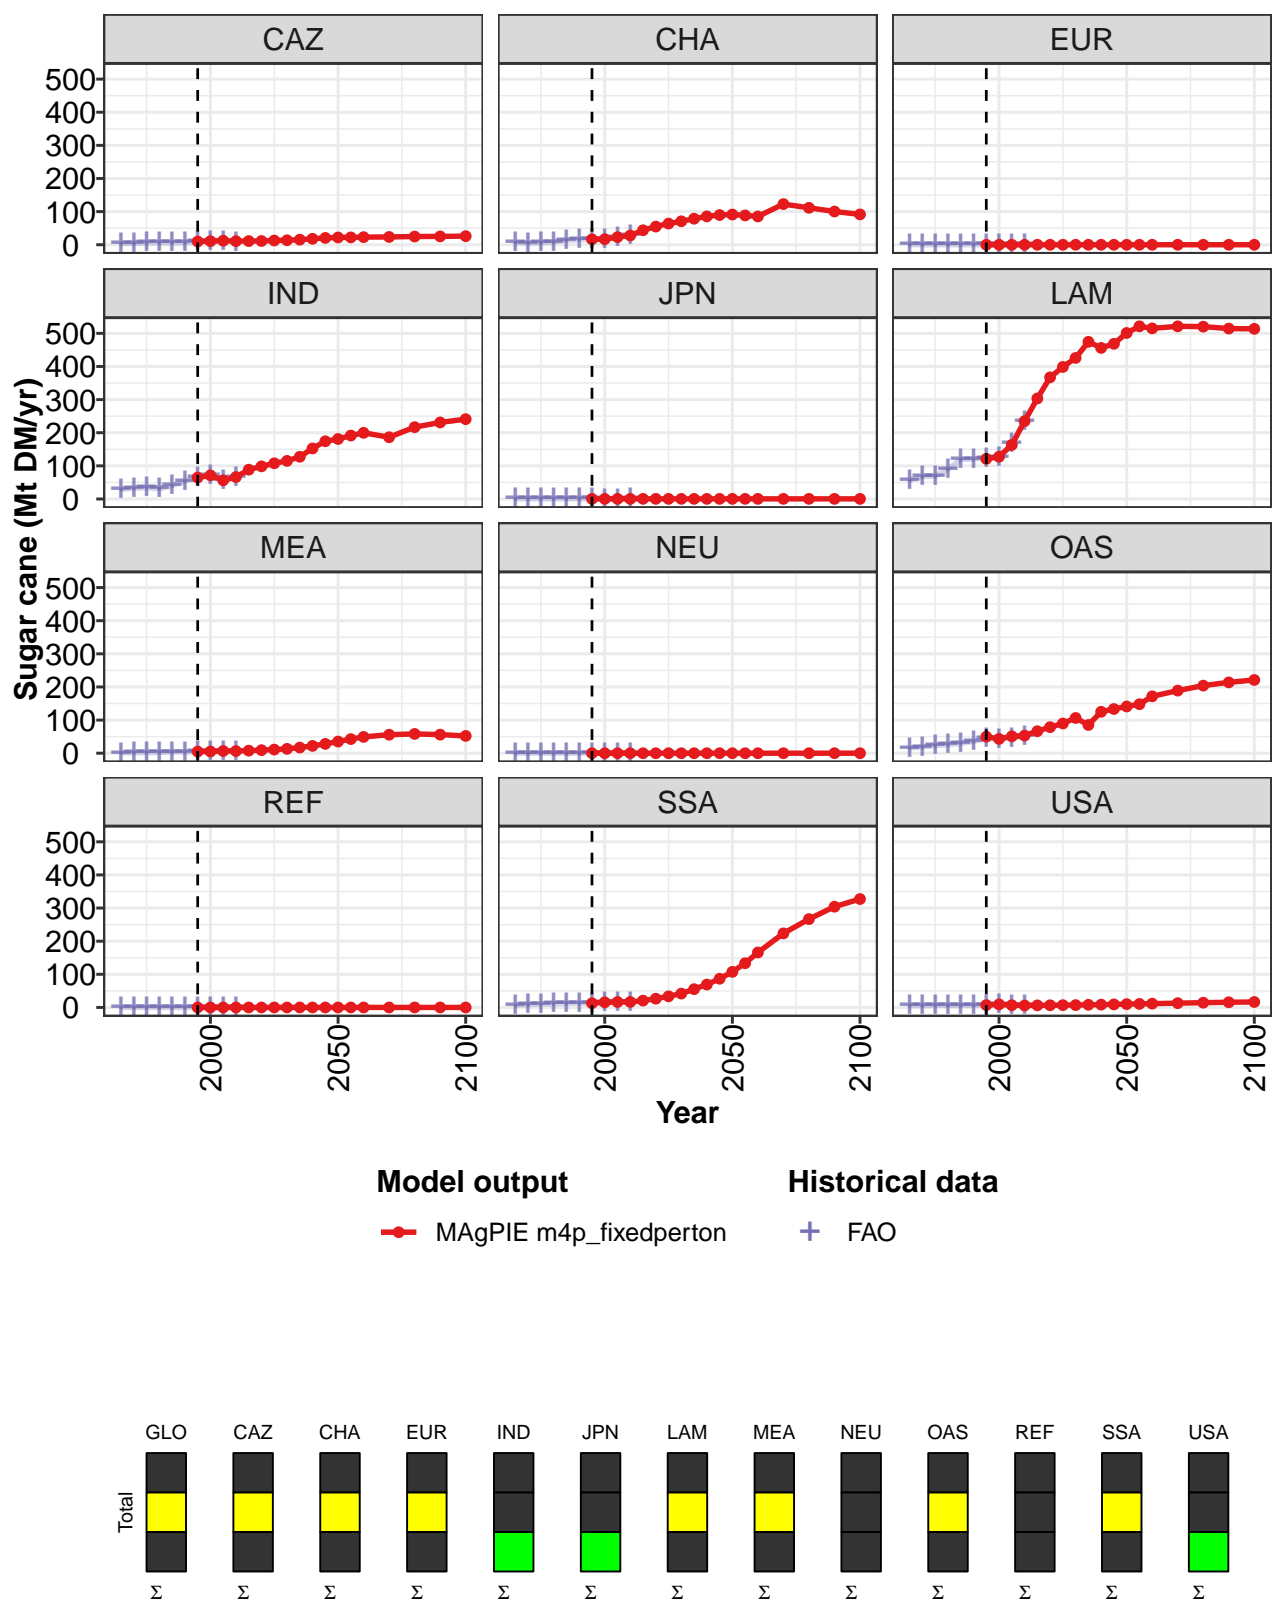 CAZ CHA EUR
500
400
300
200
100
0
IND JPN LAM
500
400
300
200
100
0
Sugar cane (Mt DM/yr)
MEA NEU OAS
500
400
300
200
100
0
REF SSA USA
500
400
300
200
100
0
2000 2050 2100 2000 2050 2100 2000 2050 2100
Year
Model output Historical data
MAgPIE m4p_fixedperton FAO
GLO CAZ CHA EUR IND JPN LAM MEA NEU OAS REF SSA USA
Total
Σ Σ Σ Σ Σ Σ Σ Σ Σ Σ Σ Σ Σ